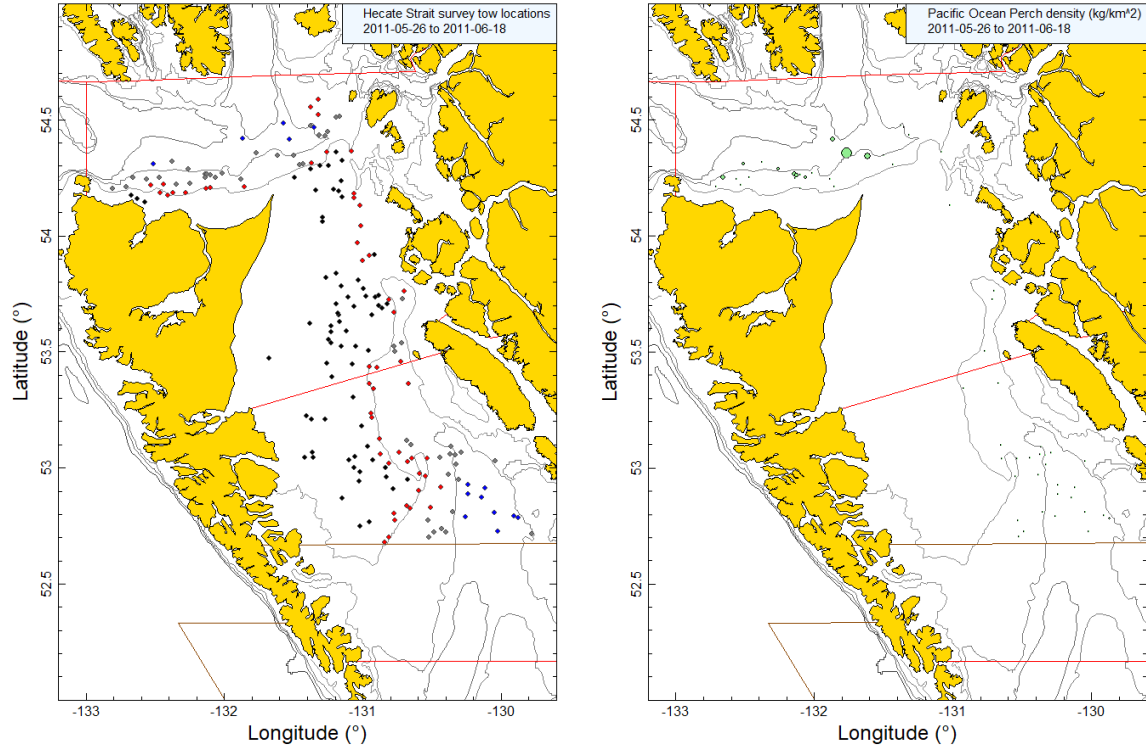 Hecate Strait survey tow locations
2011-05-26 to 2011-06-18
Latitude (°)
54.5
54
53.5
53
52.5
-133
-132
-131
-130
Longitude (°)
Pacific Ocean Perch density (kg/km^2)
2011-05-26 to 2011-06-18
Latitude (°)
54.5
54
53.5
53
52.5
-133
-132
-131
-130
Longitude (°)